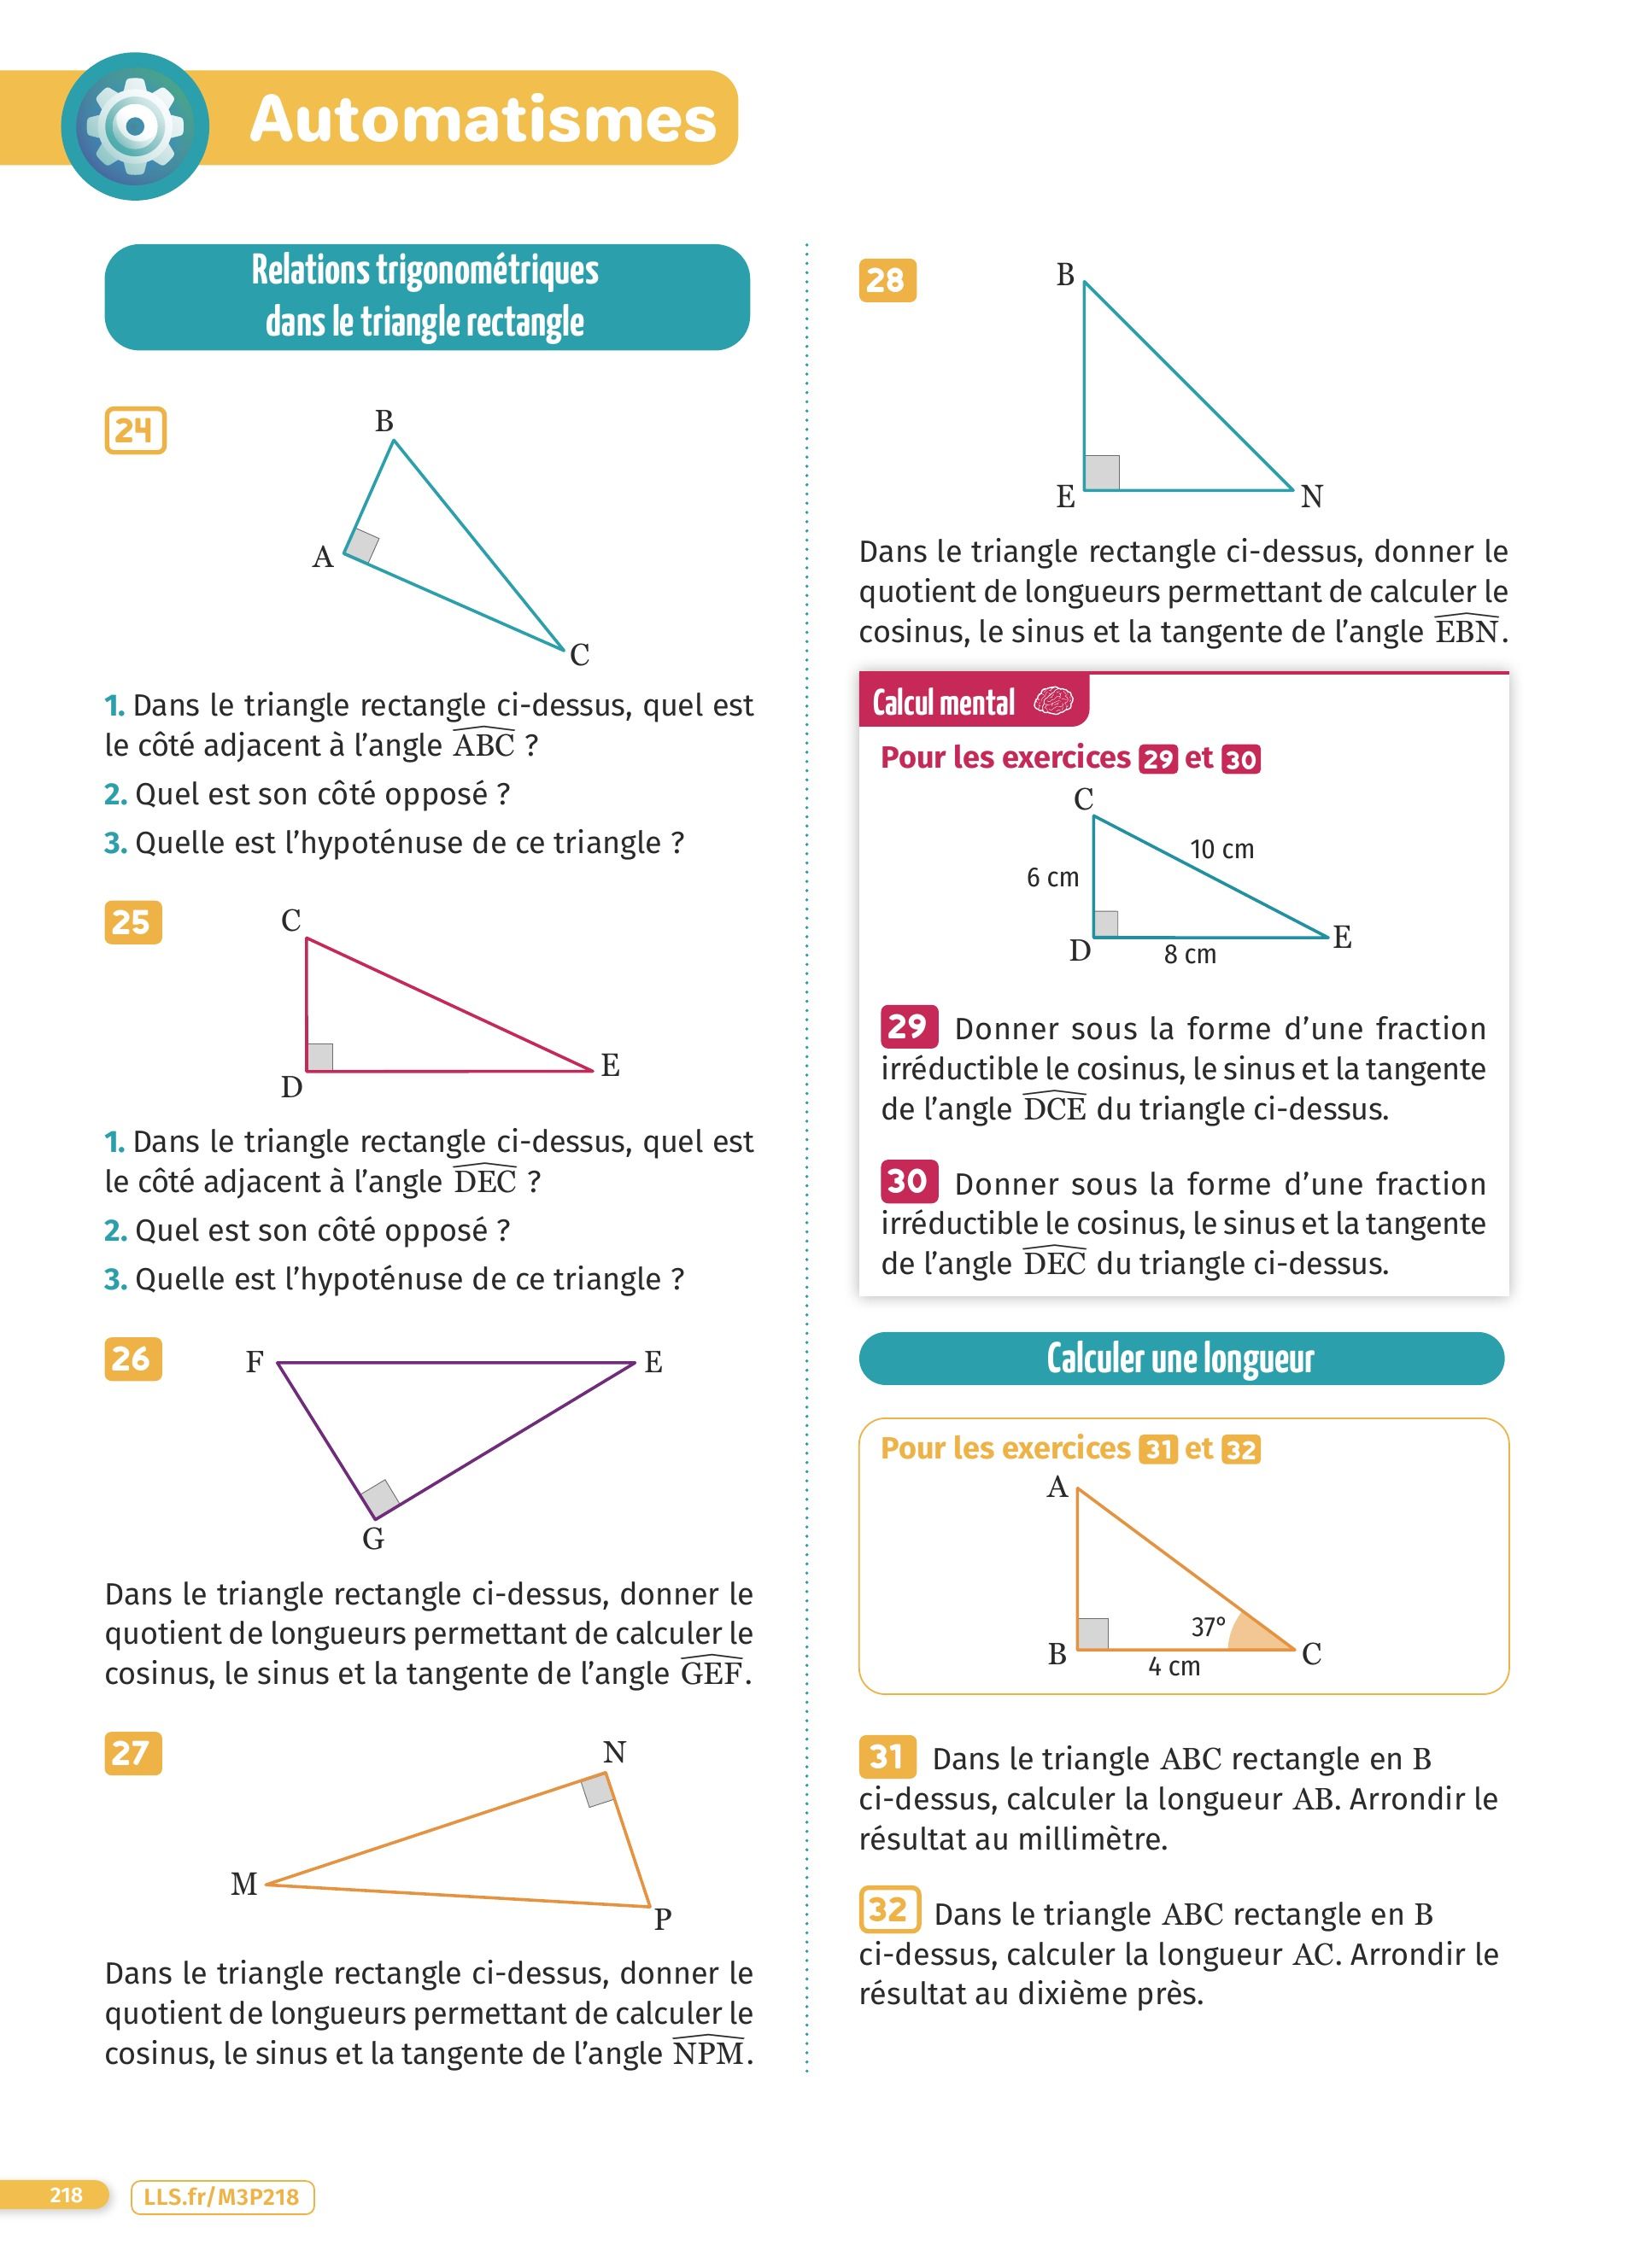 Automatismes
Relations trigonométriques
dans le triangle rectangle
24
B
A
C
1. Dans le triangle rectangle ci-dessus, quel est
le côté adjacent à l’angle ABC ?
2. Quel est son côté opposé ?
3. Quelle est l’hypoténuse de ce triangle ?
25
C
D
E
1. Dans le triangle rectangle ci-dessus, quel est
le côté adjacent à l’angle DEC ?
2. Quel est son côté opposé ?
3. Quelle est l’hypoténuse de ce triangle ?
26
F
E
G
Dans le triangle rectangle ci-dessus, donner le
quotient de longueurs permettant de calculer le
cosinus, le sinus et la tangente de l’angle GEF.
27
N
M
P
Dans le triangle rectangle ci-dessus, donner le
quotient de longueurs permettant de calculer le
cosinus, le sinus et la tangente de l’angle NPM.
28
B
E
N
Dans le triangle rectangle ci-dessus, donner le
quotient de longueurs permettant de calculer le
cosinus, le sinus et la tangente de l’angle EBN.
Calcul mental
Pour les exercices 29 et 30
C
10 cm
6 cm
D
E
8 cm
29 Donner sous la forme d’une fraction
irréductible le cosinus, le sinus et la tangente
de l’angle DCE du triangle ci-dessus.
30 Donner sous la forme d’une fraction
irréductible le cosinus, le sinus et la tangente
de l’angle DEC du triangle ci-dessus.
Calculer une longueur
Pour les exercices 31 et 32
A
37°
B
C
4 cm
31 Dans le triangle ABC rectangle en B
ci-dessus, calculer la longueur AB. Arrondir le
résultat au millimètre.
32 Dans le triangle ABC rectangle en B
ci-dessus, calculer la longueur AC. Arrondir le
résultat au dixième près.
218
LLS.fr/M3P218